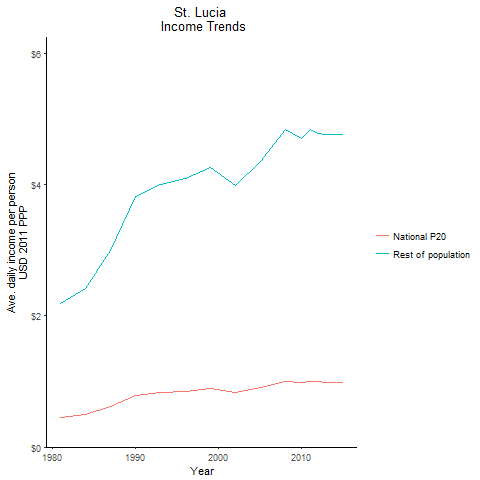 St. Lucia
Income Trends
$6
$4
$2
$0
Ave. daily income per person
USD 2011 PPP
1980
1990
2000
2010
Year
National P20
Rest of population